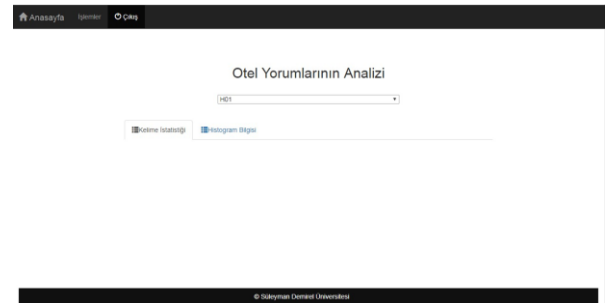 Anasayfa İşlemler Çıkış
Otel Yorumlarının Analizi
HD1
Kelime İstatistiği Histogram Bilgisi
© Süleyman Demirel Üniversitesi